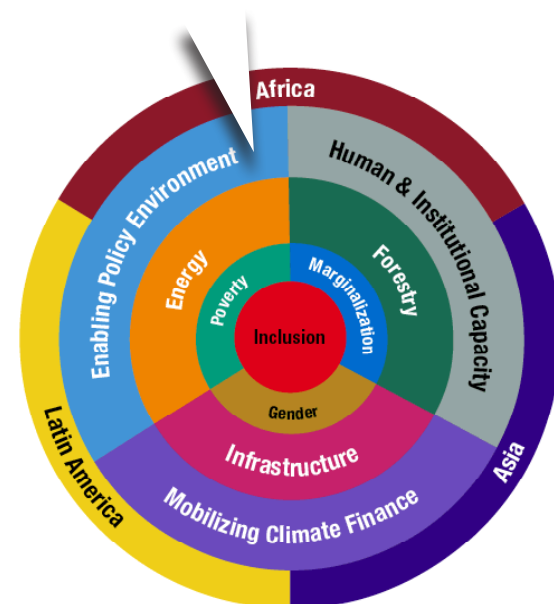 Africa
Enabling Policy Environment
Human & Institutional Capacity
Energy
Forestry
Poverty
Marginalization
Inclusion
Gender
Infrastructure
Mobilizing Climate Finance
Latin America
Asia